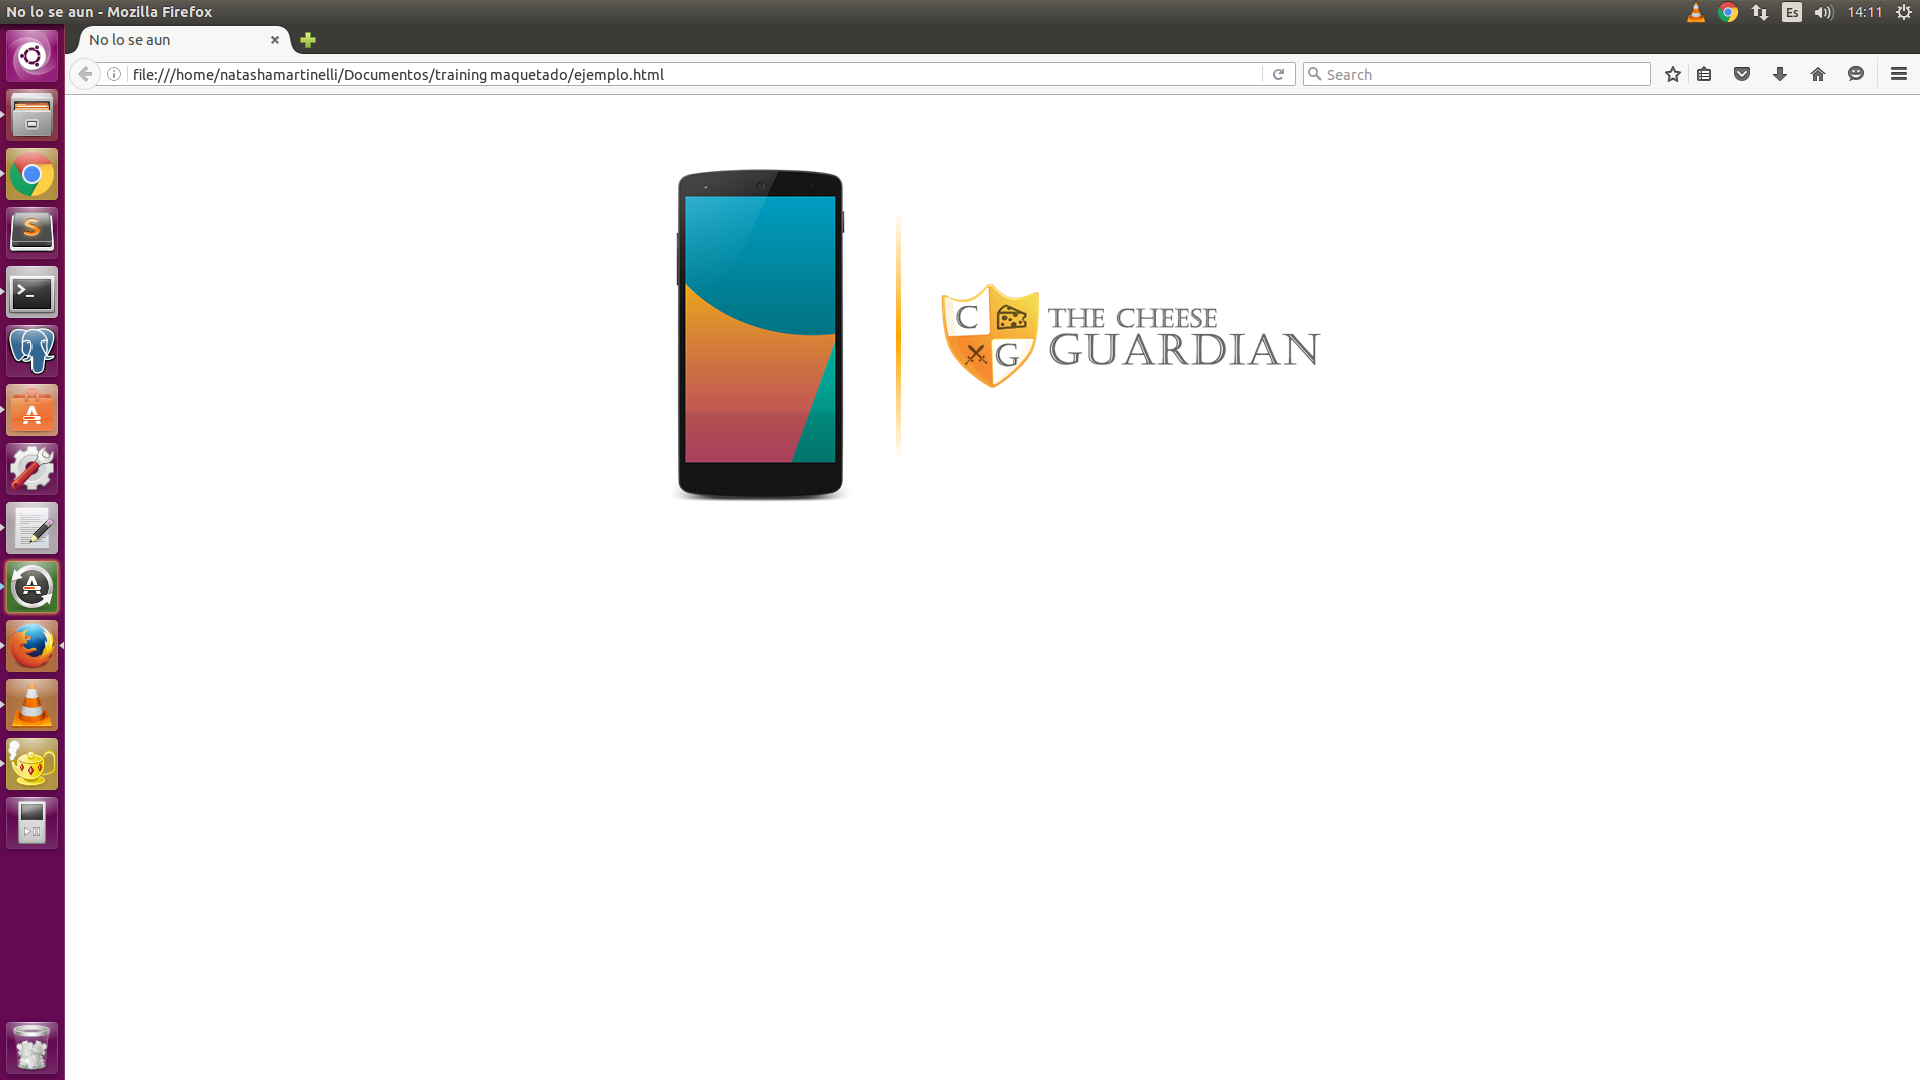 No lo se aun - Mozilla Firefox
Es
14:11
No lo se aun
file:///home/natashamartinelli/Documentos/training maquetado/ejemplo.html
Search
S
>_
C
G
THE CHEESE
GUARDIAN